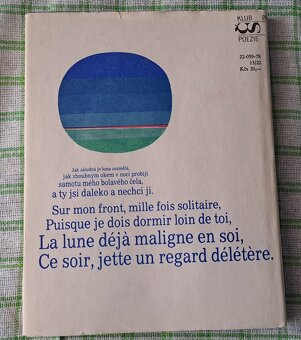 KLUB
POEZIE
22-059-78
13/22
Kčs 20,—
Jak záludná je luna osamělá,
jak zhoubným okem v noci probíjí
samotu mého bolavého čela,
a ty jsi daleko a nechci ji.
Sur mon front, mille fois solitaire,
Puisque je dois dormir loin de toi,
La lune déjà maligne en soi,
Ce soir, jette un regard délétère.